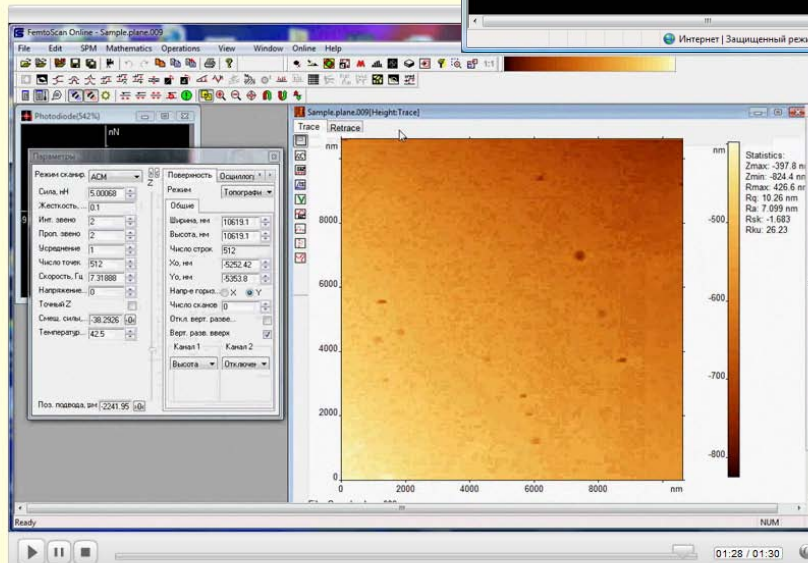 Интернет | Защищенный режи
FemtoScan Online - Sample.plane.009
File Edit SPM Mathematics Operations View Window Online Help
1:1
Photodiode(542%)
nN
Параметры
Режим сканир. АСМ
Z
Сила, нН 5.00068
Жесткость, ... 0.1
Инт. звено 2
Проп. звено 2
Усреднение 1
Число точек 512
Скорость, Гц 7.31888
Напряжение... 0
Точный Z
Смещ. силы,... -38.2926
Температур... 42.5
Поз. подвода, нм -2241.95
Поверхность Осциллогр
Режим Топографи
Общие
Ширина, нм 10619.1
Высота, нм 10619.1
Число строк 512
Xo, нм -5252.42
Yo, нм -5353.8
Напр-е гориз... X Y
Число сканов 0
Откл. верт. разве...
Верт. разв. вверх
Канал 1 Канал 2
Высота Отключен
Sample.plane.009[Height:Trace]
Trace Retrace
nm
8000
6000
4000
2000
0
0 2000 4000 6000 8000 nm
nm
-500
-600
-700
-800
Statistics:
Zmax: -397.8 n
Zmin: -824.4 n
Rmax: 426.6 n
Rq: 10.26 nm
Ra: 7.099 nm
Rsk: -1.683
Rku: 26.23
Ready NUM
01:28 / 01:30